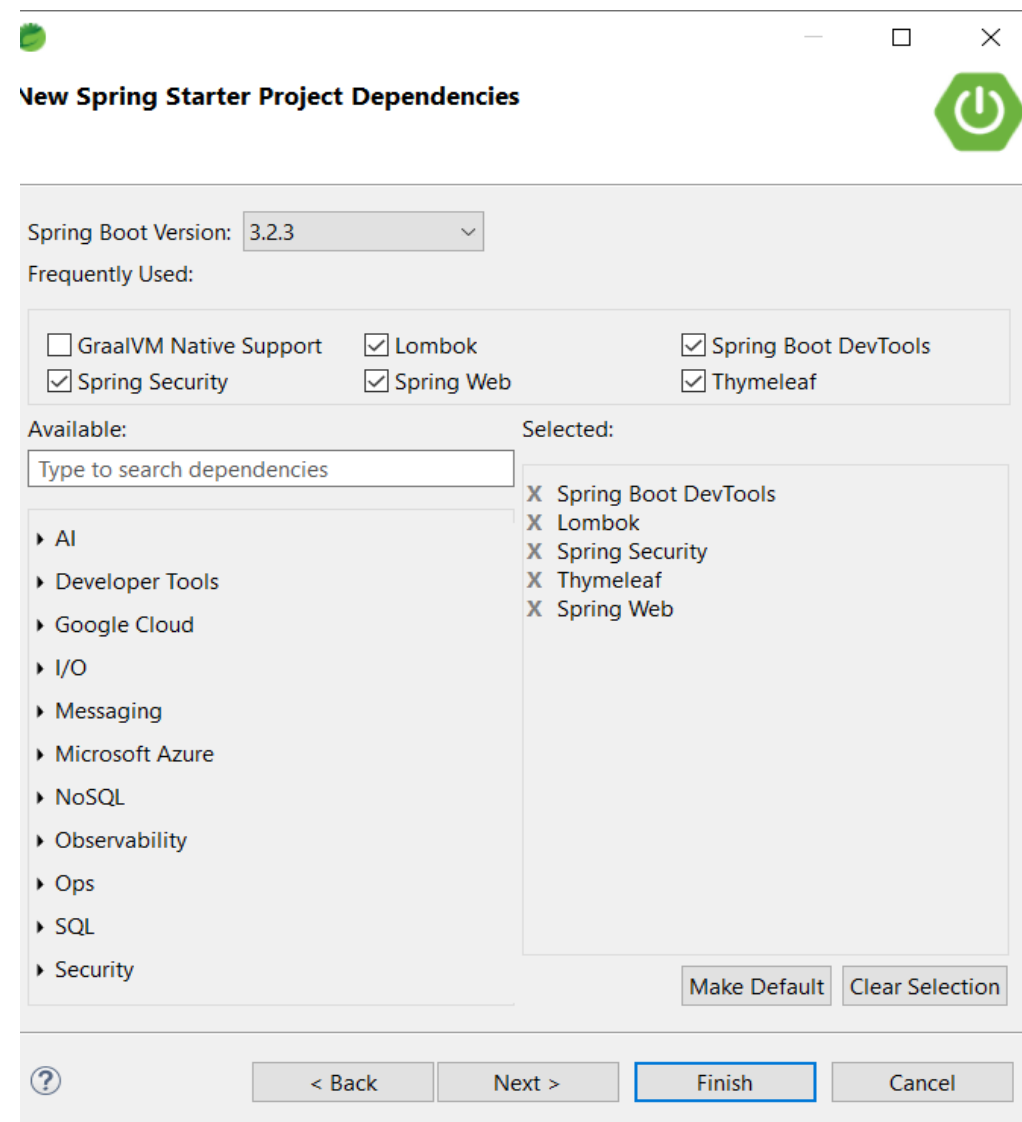 New Spring Starter Project Dependencies
Spring Boot Version: 3.2.3
Frequently Used:
GraalVM Native Support Lombok Spring Boot DevTools
Spring Security Spring Web Thymeleaf
Available: Selected:
Type to search dependencies
X Spring Boot DevTools
X Lombok
X Spring Security
X Thymeleaf
X Spring Web
AI
Developer Tools
Google Cloud
I/O
Messaging
Microsoft Azure
NoSQL
Observability
Ops
SQL
Security
Make Default Clear Selection
? < Back Next > Finish Cancel